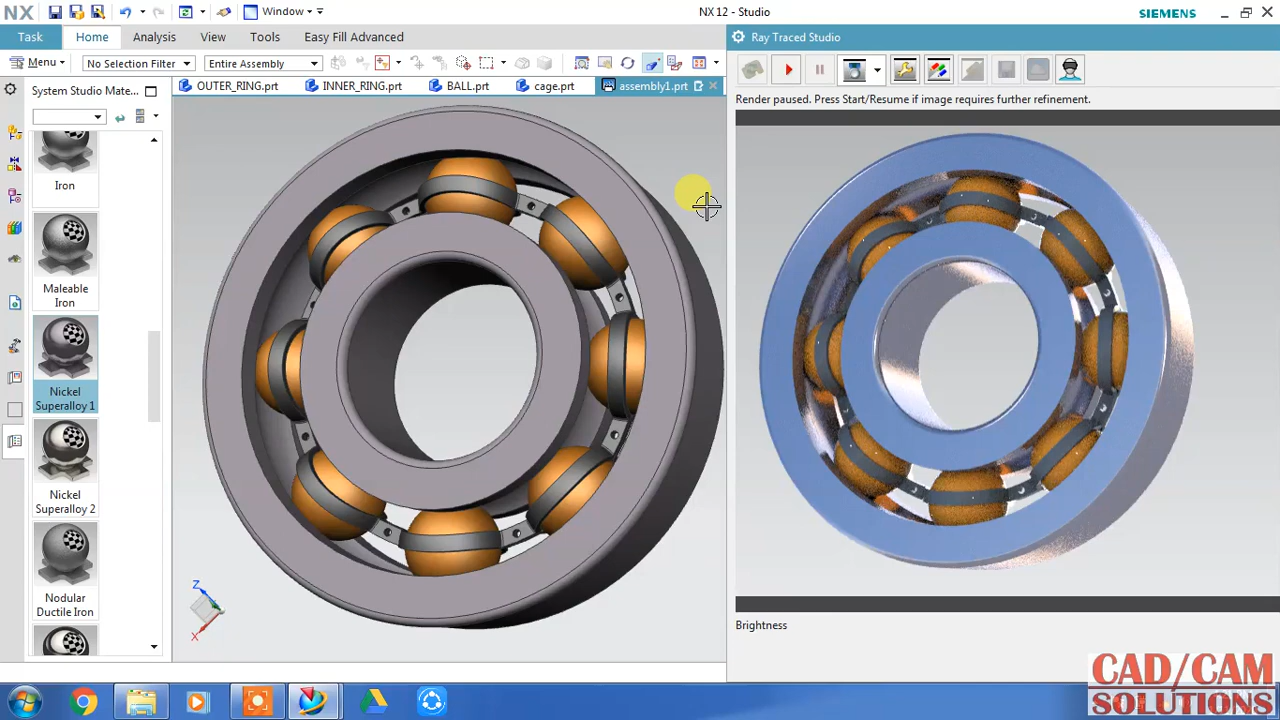 NX
Window
NX 12 - Studio
SIEMENS
Task
Home
Analysis
View
Tools
Easy Fill Advanced
Ray Traced Studio
Menu
No Selection Filter
Entire Assembly
System Studio Mate...
OUTER_RING.prt
INNER_RING.prt
BALL.prt
cage.prt
assembly1.prt
Render paused. Press Start/Resume if image requires further refinement.
Iron
Maleable
Iron
Nickel
Superalloy 1
Nickel
Superalloy 2
Nodular
Ductile Iron
Z
X
Brightness
CAD/CAM
SOLUTIONS